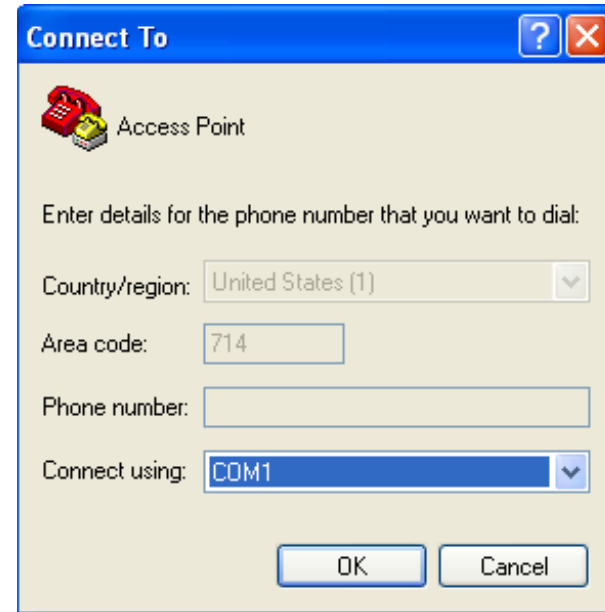 Connect To
Access Point
Enter details for the phone number that you want to dial:
Country/region: United States (1)
Area code: 714
Phone number:
Connect using: COM1
OK Cancel